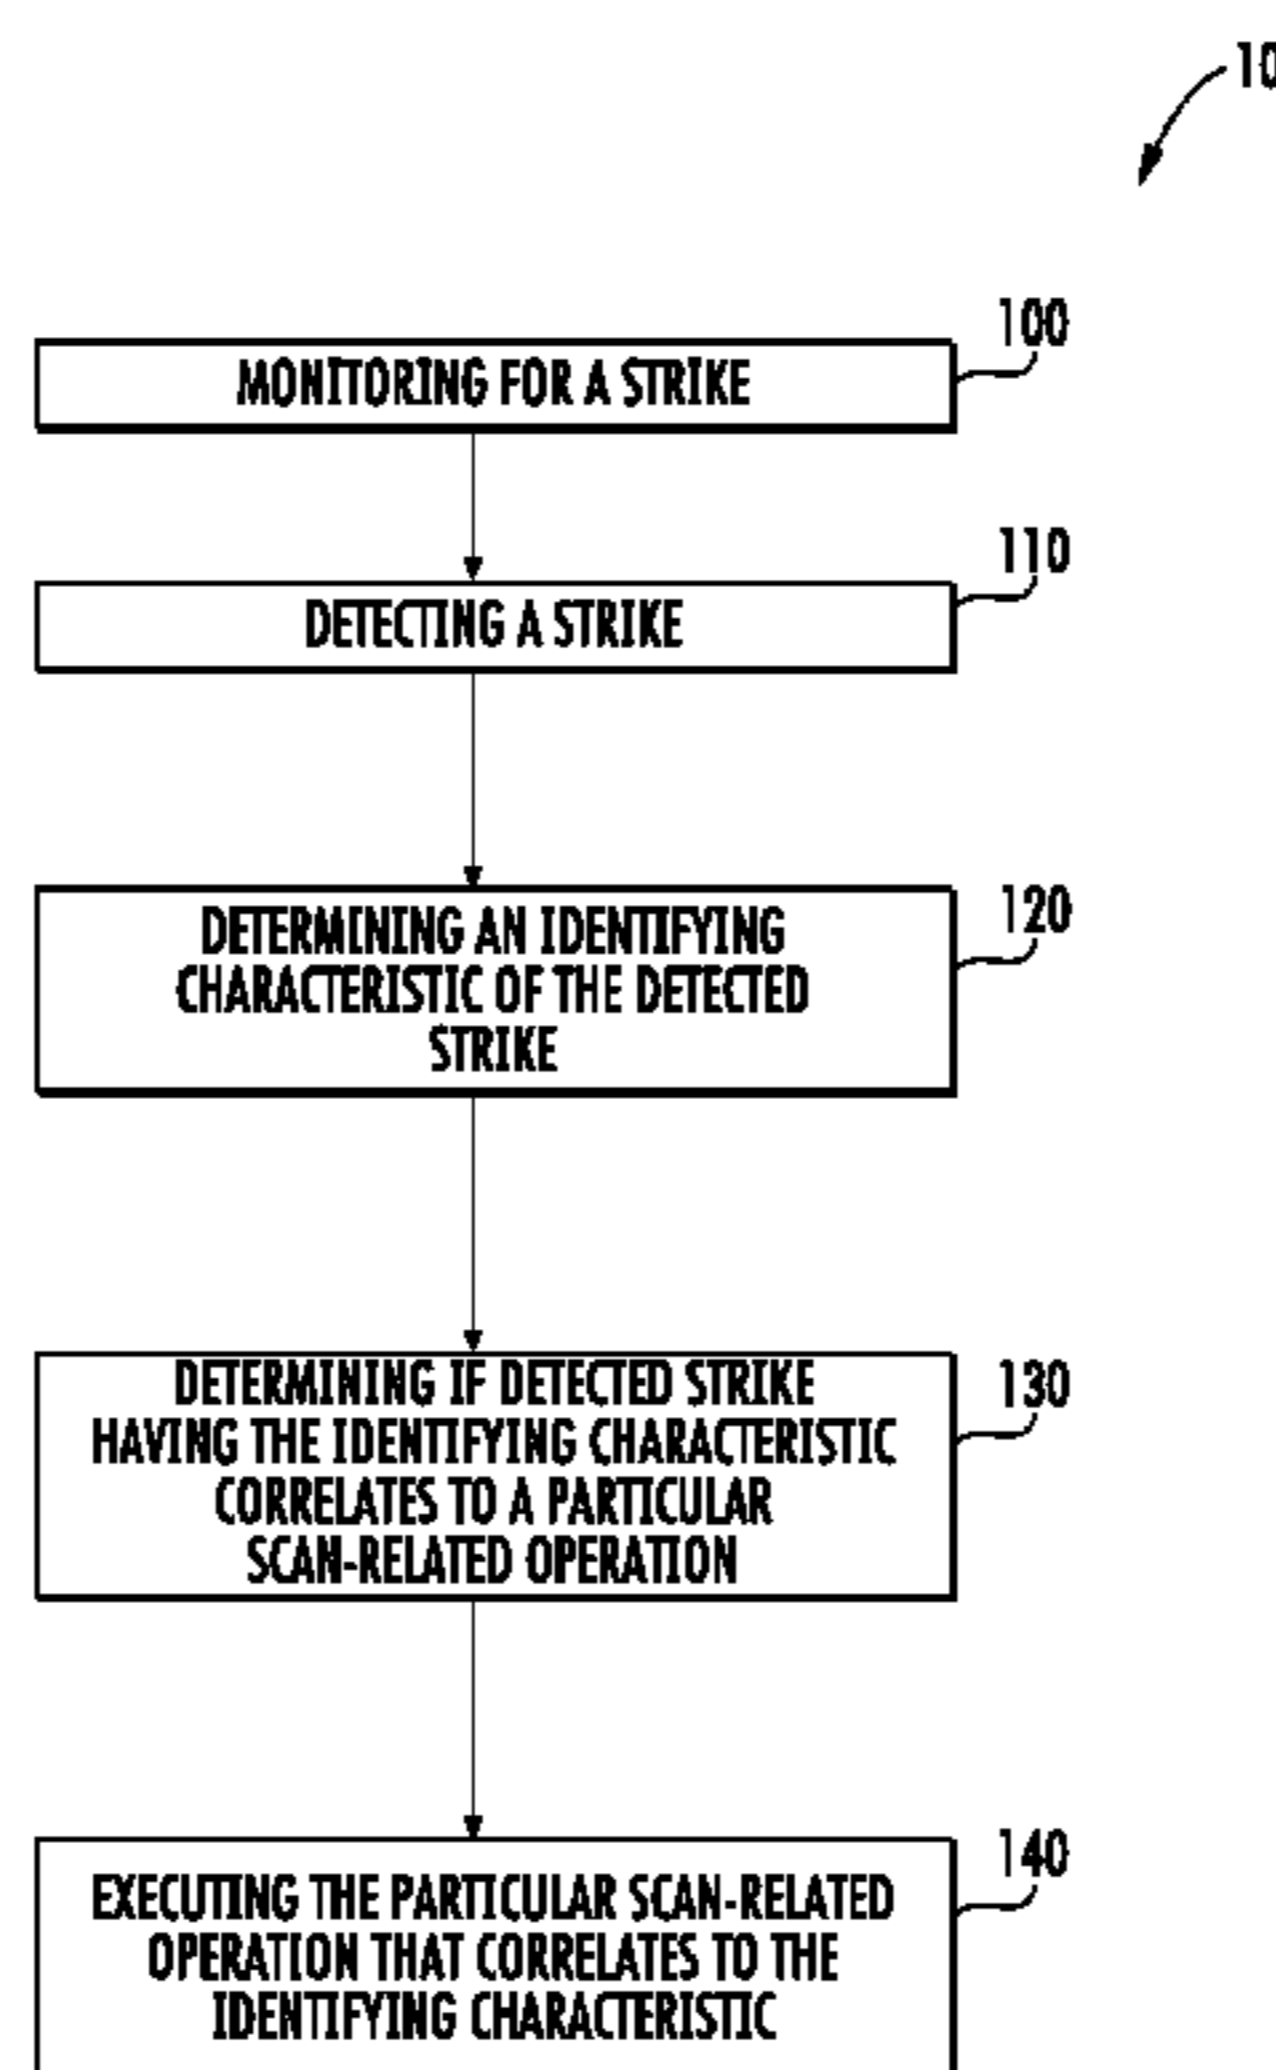 10
100
MONITORING FOR A STRIKE
110
DETECTING A STRIKE
120
DETERMINING AN IDENTIFYING
CHARACTERISTIC OF THE DETECTED
STRIKE
130
DETERMINING IF DETECTED STRIKE
HAVING THE IDENTIFYING CHARACTERISTIC
CORRELATES TO A PARTICULAR
SCAN-RELATED OPERATION
140
EXECUTING THE PARTICULAR SCAN-RELATED
OPERATION THAT CORRELATES TO THE
IDENTIFYING CHARACTERISTIC